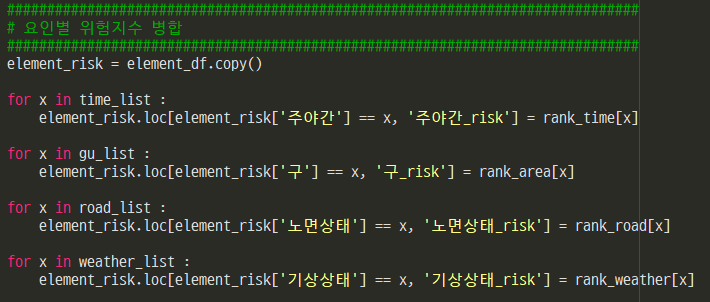 ###############################################################################
# 요인별 위험지수 병합
###############################################################################
element_risk = element_df.copy()
for x in time_list :
element_risk.loc[element_risk['주야간'] == x, '주야간_risk'] = rank_time[x]
for x in gu_list :
element_risk.loc[element_risk['구'] == x, '구_risk'] = rank_area[x]
for x in road_list :
element_risk.loc[element_risk['노면상태'] == x, '노면상태_risk'] = rank_road[x]
for x in weather_list :
element_risk.loc[element_risk['기상상태'] == x, '기상상태_risk'] = rank_weather[x]